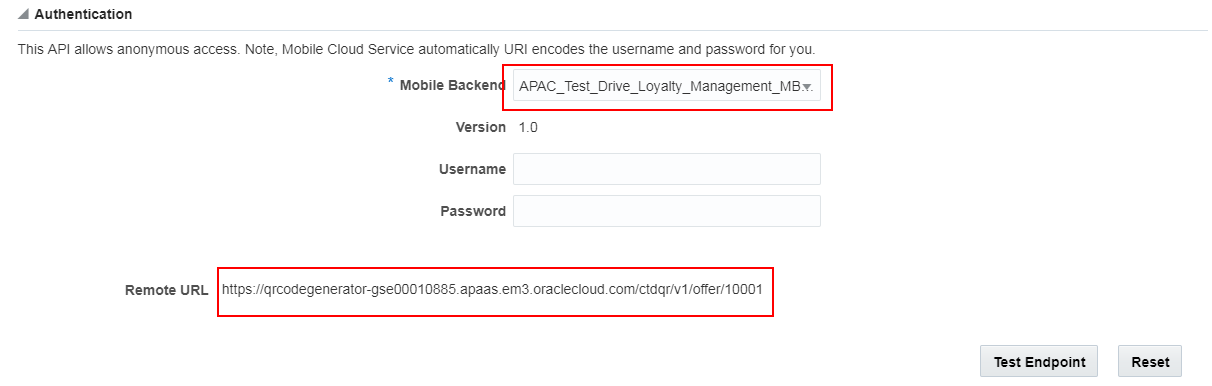 Authentication
This API allows anonymous access. Note, Mobile Cloud Service automatically URI encodes the username and password for you.
* Mobile Backend APAC_Test_Drive_Loyalty_Management_MB...
Version 1.0
Username
Password
Remote URL https://qrcodegenerator-gse00010885.apaas.em3.oraclecloud.com/ctdqr/v1/offer/10001
Test Endpoint Reset